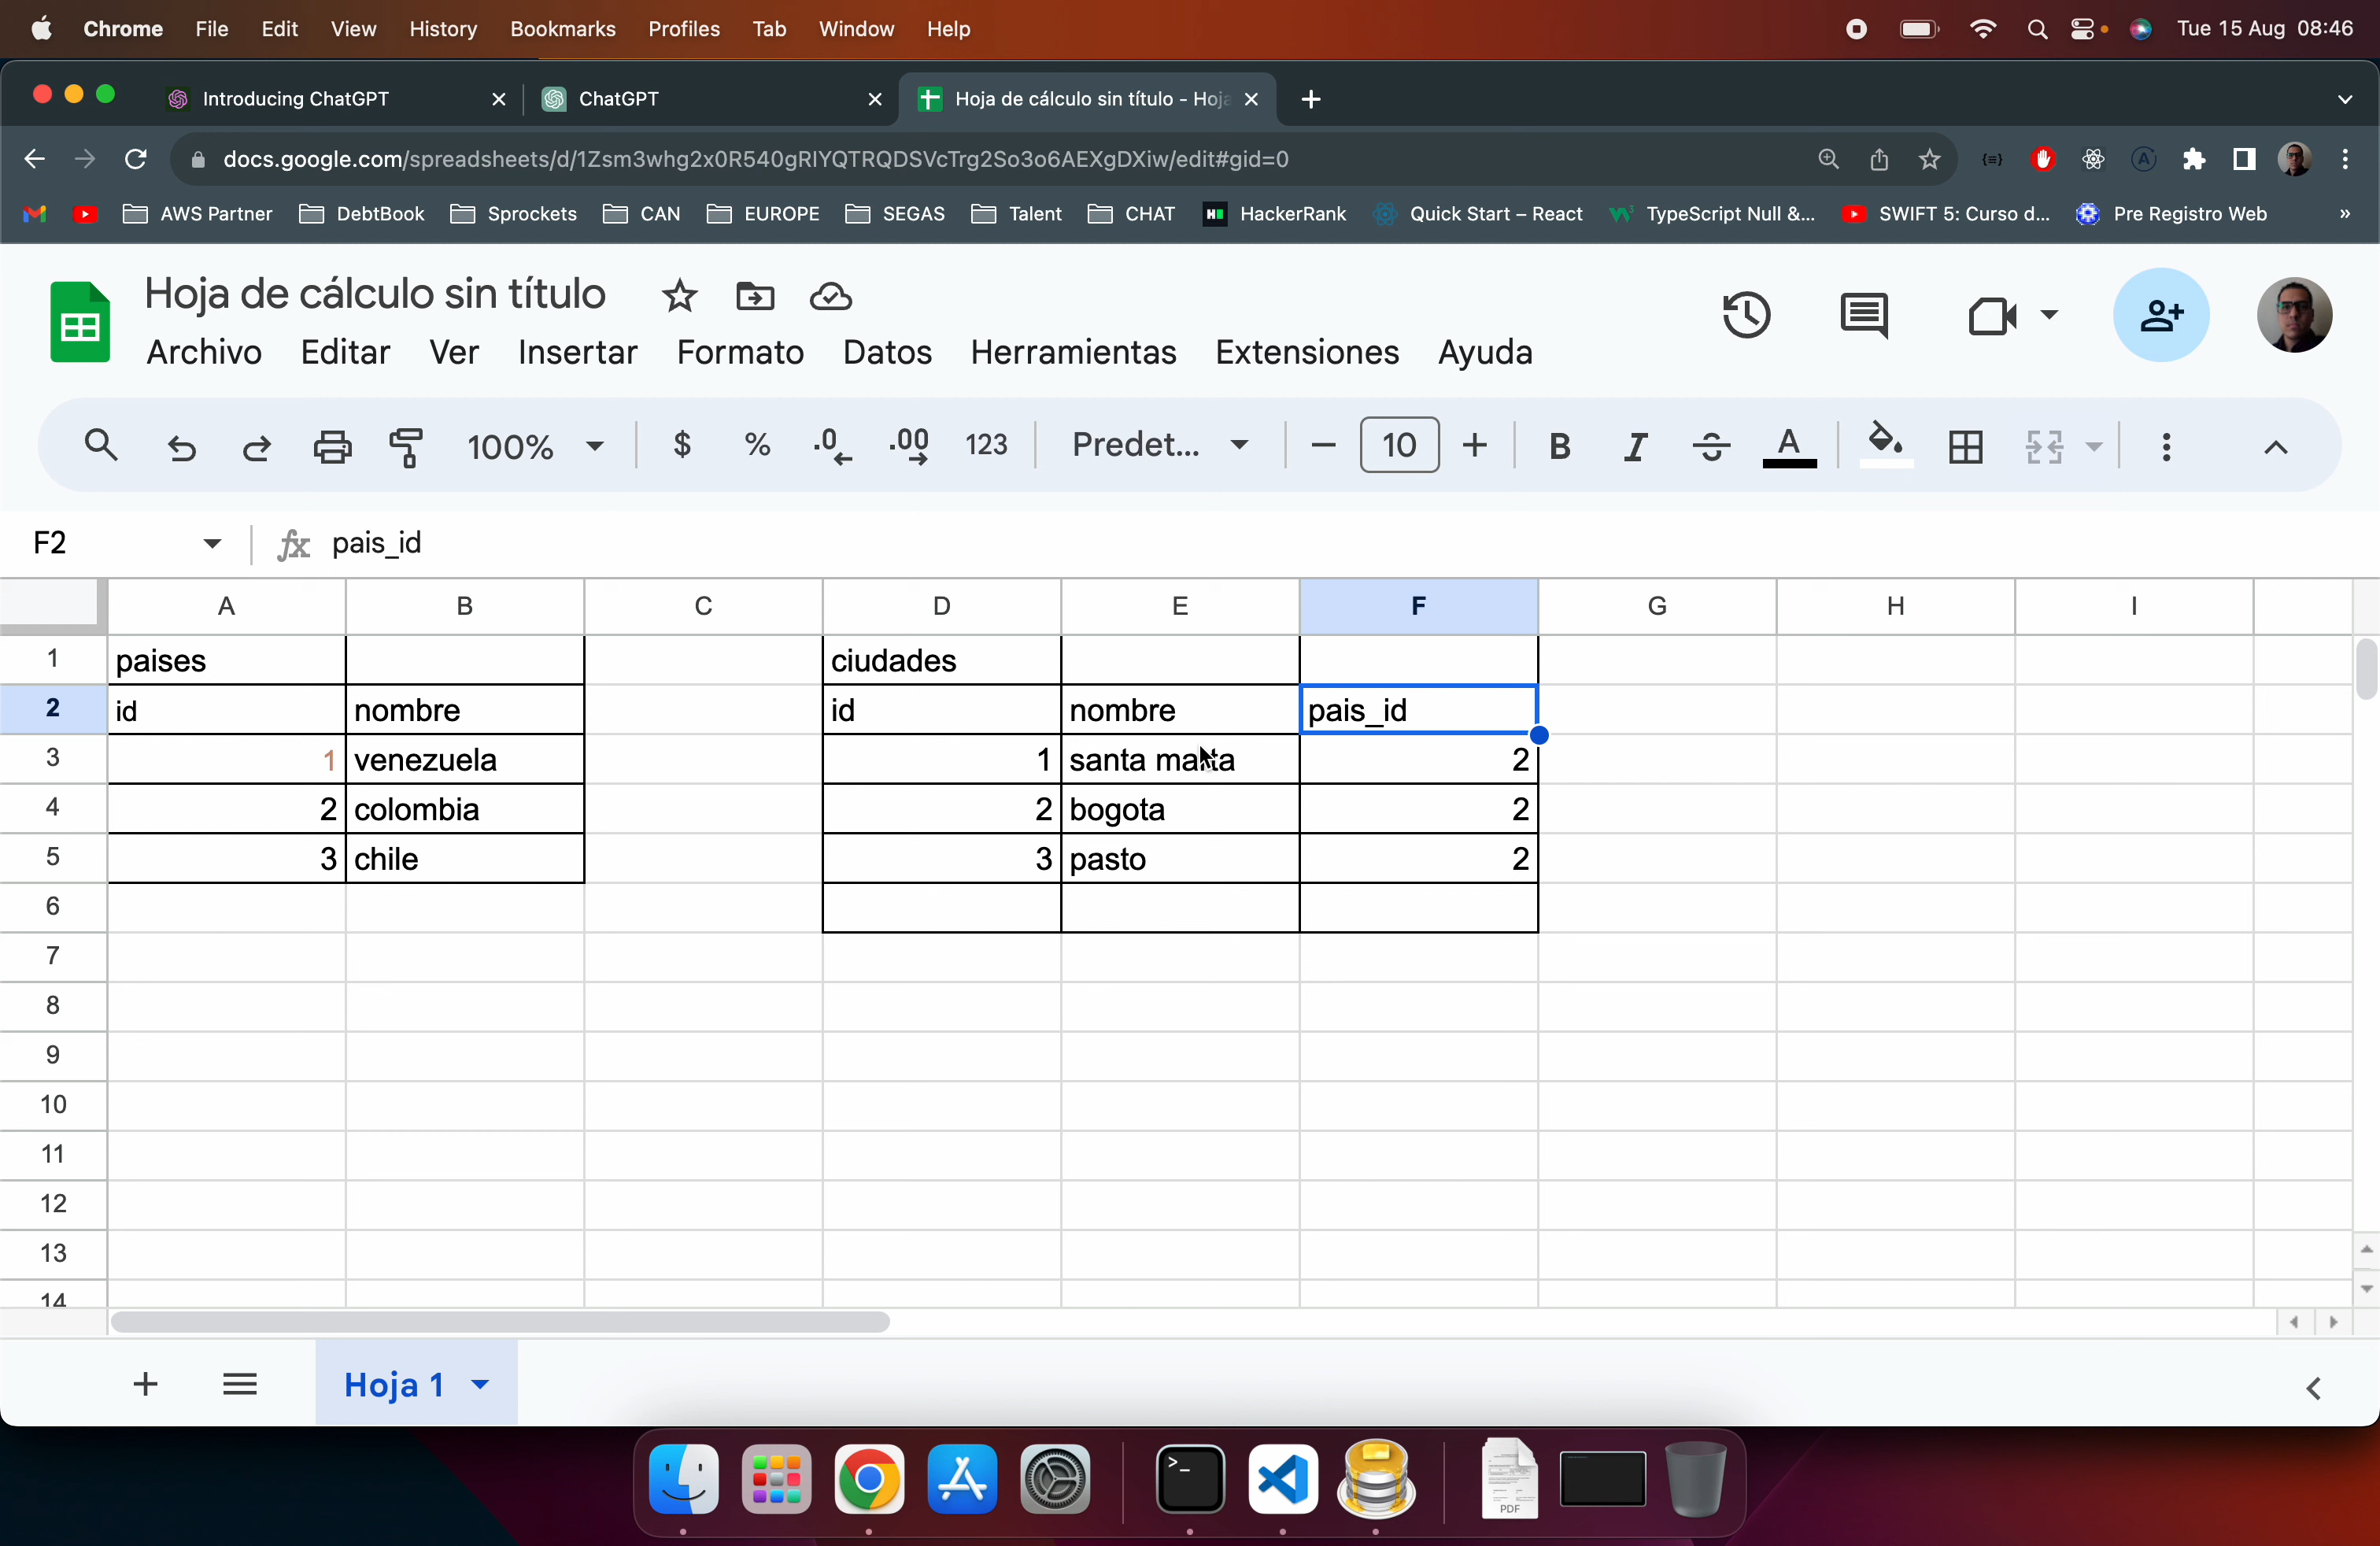 Chrome File Edit View History Bookmarks Profiles Tab Window Help Tue 15 Aug 08:46
Introducing ChatGPT ChatGPT Hoja de cálculo sin título - Hoja
docs.google.com/spreadsheets/d/1Zsm3whg2x0R540gRIYQTRQDSVcTrg2So3o6AEXgDXiw/edit#gid=0
AWS Partner DebtBook Sprockets CAN EUROPE SEGAS Talent CHAT HackerRank Quick Start – React TypeScript Null &... SWIFT 5: Curso d... Pre Registro Web »
Hoja de cálculo sin título
Archivo Editar Ver Insertar Formato Datos Herramientas Extensiones Ayuda
100% $ % .0 .00 123 Predet... 10 B I S A
F2 fx pais_id
A B C D E F G H I
1 paises ciudades
2 id nombre id nombre pais_id
3 1 venezuela 1 santa marta 2
4 2 colombia 2 bogota 2
5 3 chile 3 pasto 2
6
7
8
9
10
11
12
13
14
Hoja 1
PDF